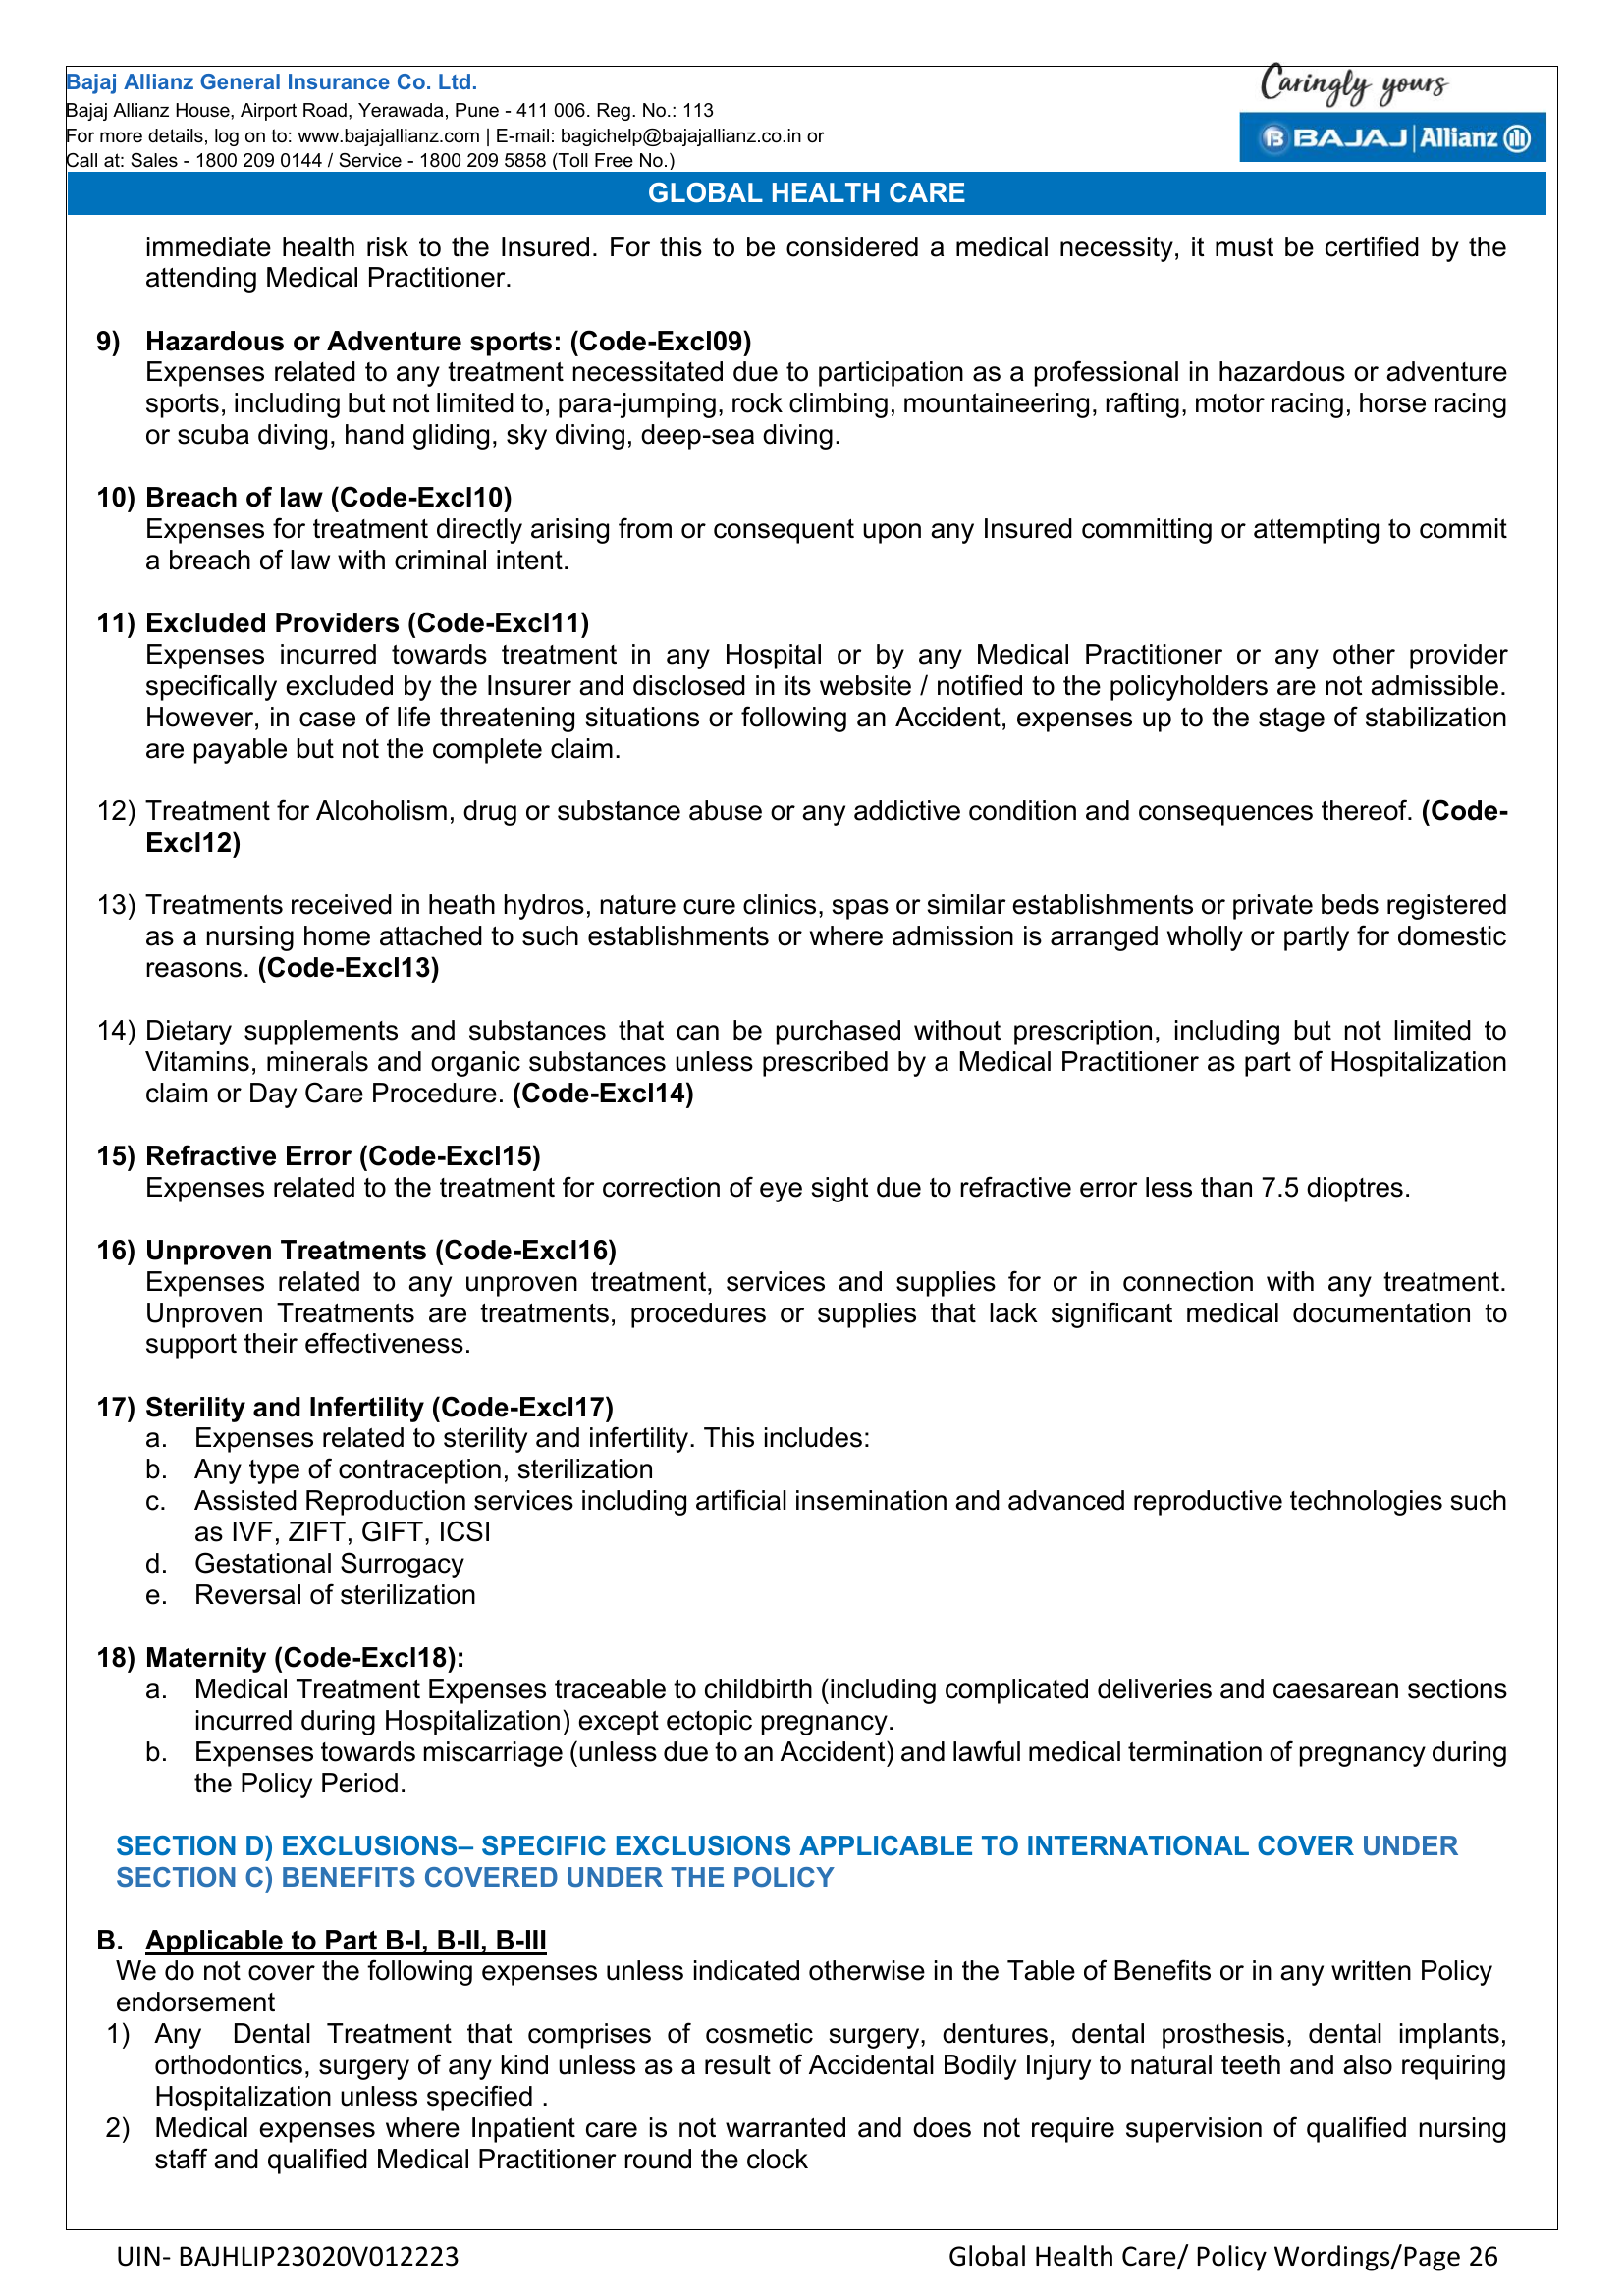 Bajaj Allianz General Insurance Co. Ltd.
Bajaj Allianz House, Airport Road, Yerawada, Pune - 411 006. Reg. No.: 113
For more details, log on to: www.bajajallianz.com | E-mail: bagichelp@bajajallianz.co.in or
Call at: Sales - 1800 209 0144 / Service - 1800 209 5858 (Toll Free No.)
Caringly yours
BAJAJ | Allianz
GLOBAL HEALTH CARE
immediate health risk to the Insured. For this to be considered a medical necessity, it must be certified by the
attending Medical Practitioner.
9) Hazardous or Adventure sports: (Code-Excl09)
Expenses related to any treatment necessitated due to participation as a professional in hazardous or adventure
sports, including but not limited to, para-jumping, rock climbing, mountaineering, rafting, motor racing, horse racing
or scuba diving, hand gliding, sky diving, deep-sea diving.
10) Breach of law (Code-Excl10)
Expenses for treatment directly arising from or consequent upon any Insured committing or attempting to commit
a breach of law with criminal intent.
11) Excluded Providers (Code-Excl11)
Expenses incurred towards treatment in any Hospital or by any Medical Practitioner or any other provider
specifically excluded by the Insurer and disclosed in its website / notified to the policyholders are not admissible.
However, in case of life threatening situations or following an Accident, expenses up to the stage of stabilization
are payable but not the complete claim.
12) Treatment for Alcoholism, drug or substance abuse or any addictive condition and consequences thereof. (Code-
Excl12)
13) Treatments received in heath hydros, nature cure clinics, spas or similar establishments or private beds registered
as a nursing home attached to such establishments or where admission is arranged wholly or partly for domestic
reasons. (Code-Excl13)
14) Dietary supplements and substances that can be purchased without prescription, including but not limited to
Vitamins, minerals and organic substances unless prescribed by a Medical Practitioner as part of Hospitalization
claim or Day Care Procedure. (Code-Excl14)
15) Refractive Error (Code-Excl15)
Expenses related to the treatment for correction of eye sight due to refractive error less than 7.5 dioptres.
16) Unproven Treatments (Code-Excl16)
Expenses related to any unproven treatment, services and supplies for or in connection with any treatment.
Unproven Treatments are treatments, procedures or supplies that lack significant medical documentation to
support their effectiveness.
17) Sterility and Infertility (Code-Excl17)
a. Expenses related to sterility and infertility. This includes:
b. Any type of contraception, sterilization
c. Assisted Reproduction services including artificial insemination and advanced reproductive technologies such
as IVF, ZIFT, GIFT, ICSI
d. Gestational Surrogacy
e. Reversal of sterilization
18) Maternity (Code-Excl18):
a. Medical Treatment Expenses traceable to childbirth (including complicated deliveries and caesarean sections
incurred during Hospitalization) except ectopic pregnancy.
b. Expenses towards miscarriage (unless due to an Accident) and lawful medical termination of pregnancy during
the Policy Period.
SECTION D) EXCLUSIONS– SPECIFIC EXCLUSIONS APPLICABLE TO INTERNATIONAL COVER UNDER
SECTION C) BENEFITS COVERED UNDER THE POLICY
B. Applicable to Part B-I, B-II, B-III
We do not cover the following expenses unless indicated otherwise in the Table of Benefits or in any written Policy
endorsement
1) Any Dental Treatment that comprises of cosmetic surgery, dentures, dental prosthesis, dental implants,
orthodontics, surgery of any kind unless as a result of Accidental Bodily Injury to natural teeth and also requiring
Hospitalization unless specified .
2) Medical expenses where Inpatient care is not warranted and does not require supervision of qualified nursing
staff and qualified Medical Practitioner round the clock
UIN- BAJHLIP23020V012223
Global Health Care/ Policy Wordings/Page 26